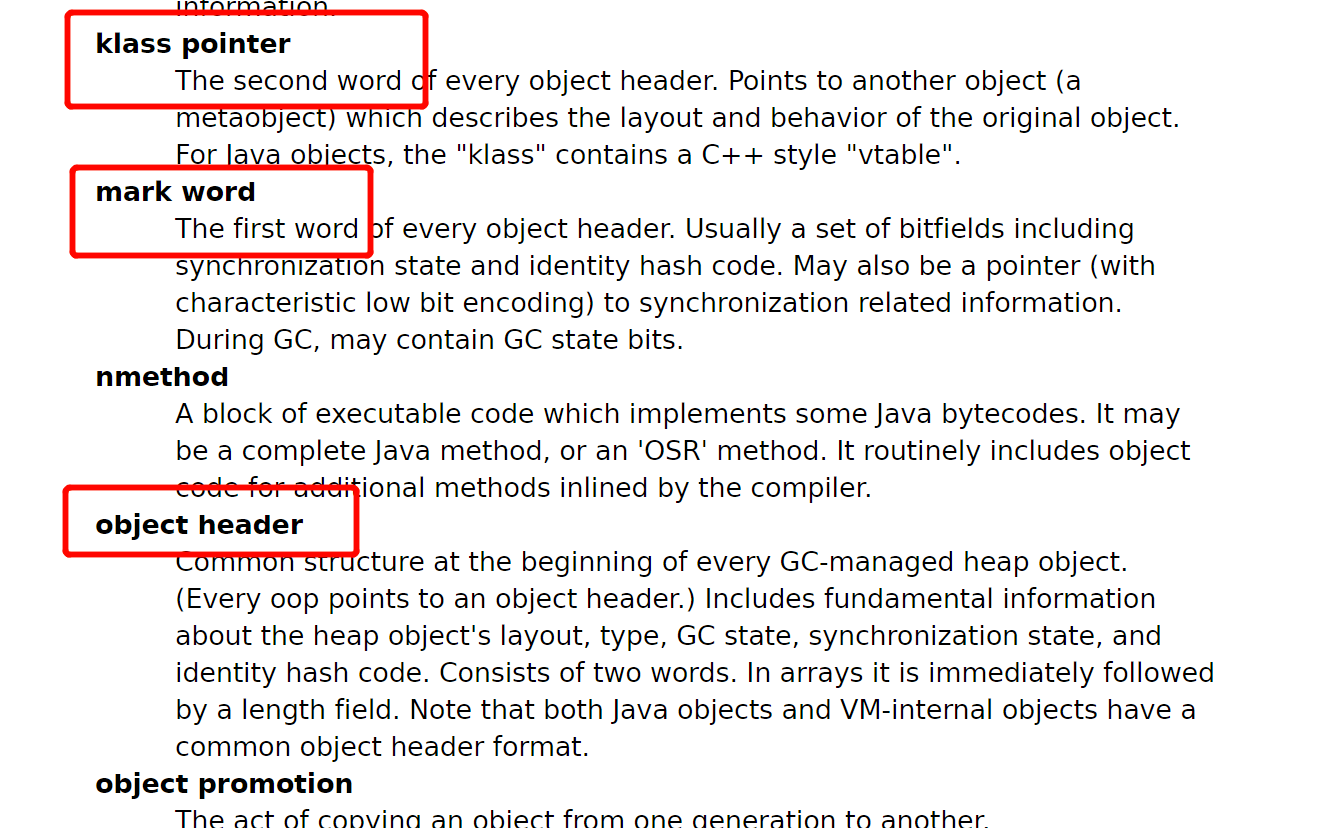 information.
klass pointer
The second word of every object header. Points to another object (a
metaobject) which describes the layout and behavior of the original object.
For Java objects, the "klass" contains a C++ style "vtable".
mark word
The first word of every object header. Usually a set of bitfields including
synchronization state and identity hash code. May also be a pointer (with
characteristic low bit encoding) to synchronization related information.
During GC, may contain GC state bits.
nmethod
A block of executable code which implements some Java bytecodes. It may
be a complete Java method, or an 'OSR' method. It routinely includes object
code for additional methods inlined by the compiler.
object header
Common structure at the beginning of every GC-managed heap object.
(Every oop points to an object header.) Includes fundamental information
about the heap object's layout, type, GC state, synchronization state, and
identity hash code. Consists of two words. In arrays it is immediately followed
by a length field. Note that both Java objects and VM-internal objects have a
common object header format.
object promotion
The act of copying an object from one generation to another.